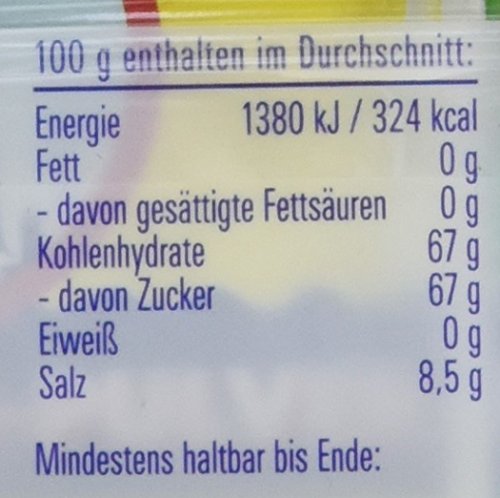 100 g enthalten im Durchschnitt:
Energie 1380 kJ / 324 kcal
Fett 0 g
- davon gesättigte Fettsäuren 0 g
Kohlenhydrate 67 g
- davon Zucker 67 g
Eiweiß 0 g
Salz 8,5 g
Mindestens haltbar bis Ende: